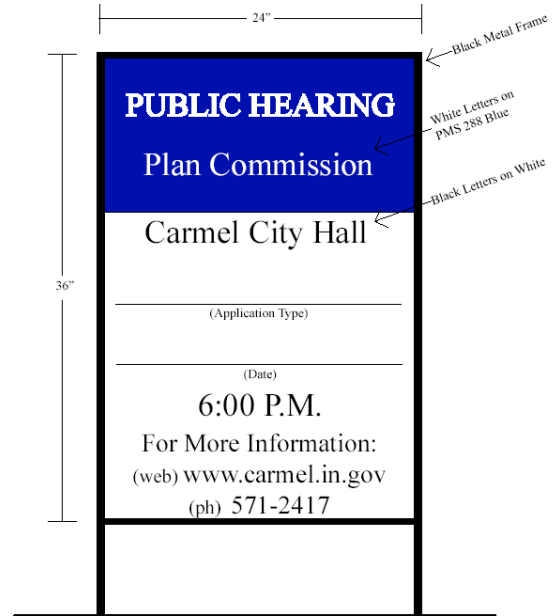 24”
Black Metal Frame
PUBLIC HEARING
White Letters on
PMS 288 Blue
Plan Commission
Black Letters on White
Carmel City Hall
36”
(Application Type)
(Date)
6:00 P.M.
For More Information:
(web) www.carmel.in.gov
(ph) 571-2417